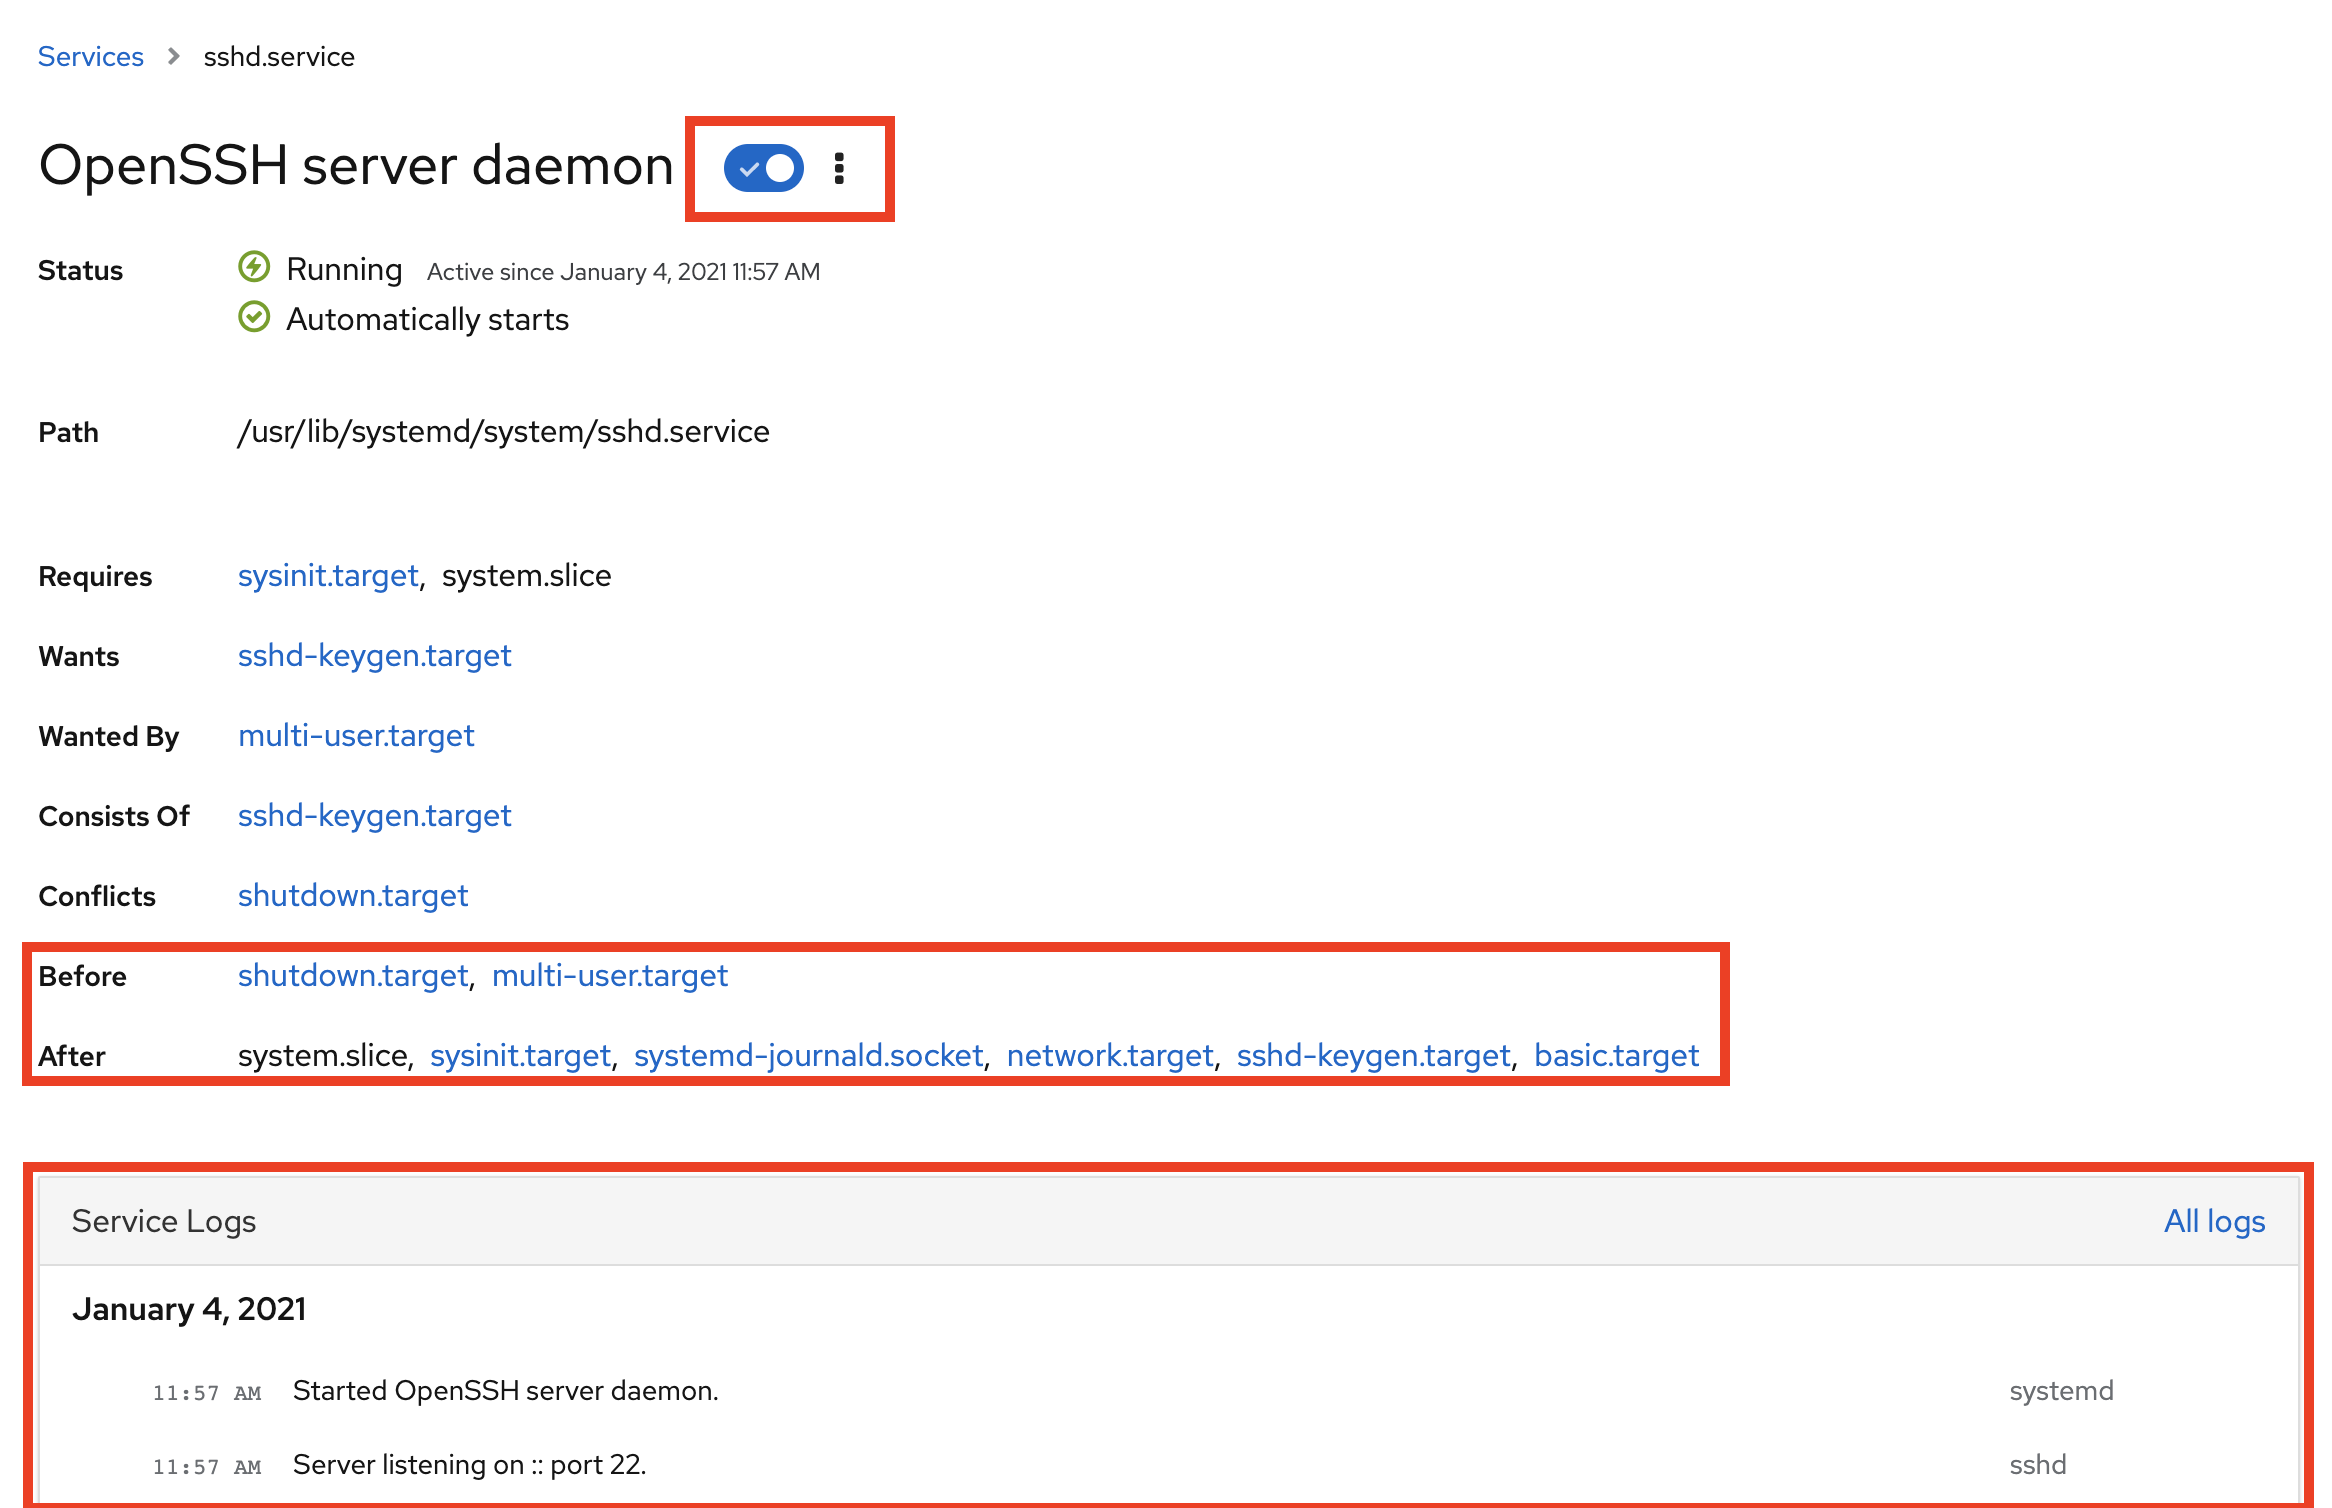 Services > sshd.service
OpenSSH server daemon
Status Running Active since January 4, 2021 11:57 AM
Automatically starts
Path /usr/lib/systemd/system/sshd.service
Requires sysinit.target, system.slice
Wants sshd-keygen.target
Wanted By multi-user.target
Consists Of sshd-keygen.target
Conflicts shutdown.target
Before shutdown.target, multi-user.target
After system.slice, sysinit.target, systemd-journald.socket, network.target, sshd-keygen.target, basic.target
Service Logs All logs
January 4, 2021
11:57 AM Started OpenSSH server daemon. systemd
11:57 AM Server listening on :: port 22. sshd